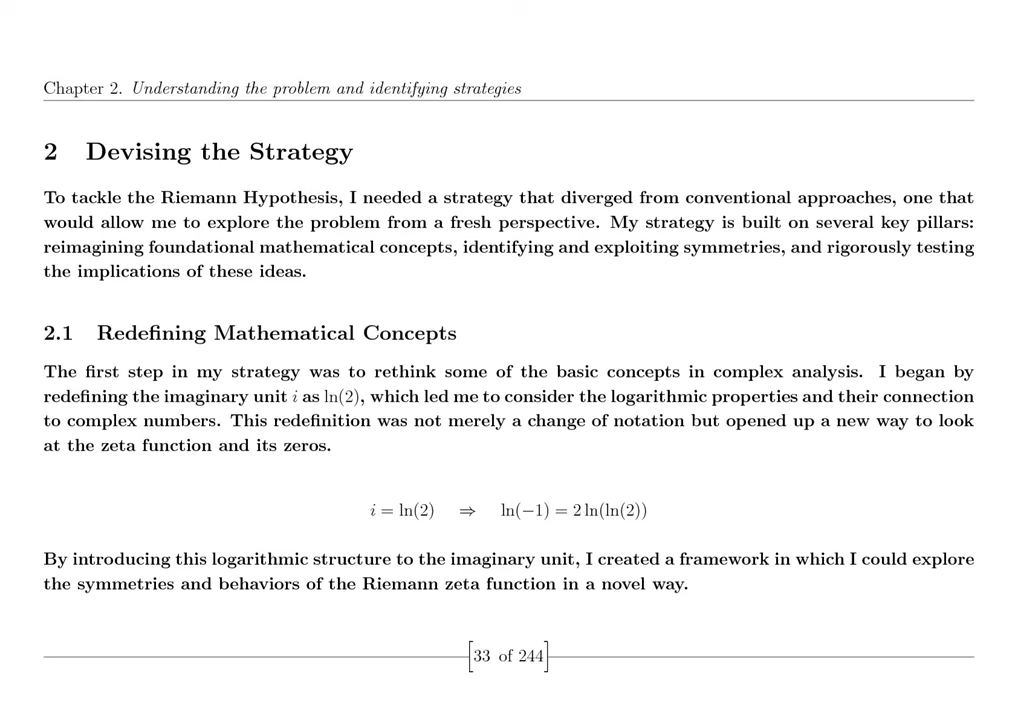 Chapter 2. Understanding the problem and identifying strategies
2 Devising the Strategy
To tackle the Riemann Hypothesis, I needed a strategy that diverged from conventional approaches, one that
would allow me to explore the problem from a fresh perspective. My strategy is built on several key pillars:
reimagining foundational mathematical concepts, identifying and exploiting symmetries, and rigorously testing
the implications of these ideas.
2.1 Redefining Mathematical Concepts
The first step in my strategy was to rethink some of the basic concepts in complex analysis. I began by
redefining the imaginary unit i as ln(2), which led me to consider the logarithmic properties and their connection
to complex numbers. This redefinition was not merely a change of notation but opened up a new way to look
at the zeta function and its zeros.
i = ln(2) ⇒ ln(−1) = 2 ln(ln(2))
By introducing this logarithmic structure to the imaginary unit, I created a framework in which I could explore
the symmetries and behaviors of the Riemann zeta function in a novel way.
[33 of 244]